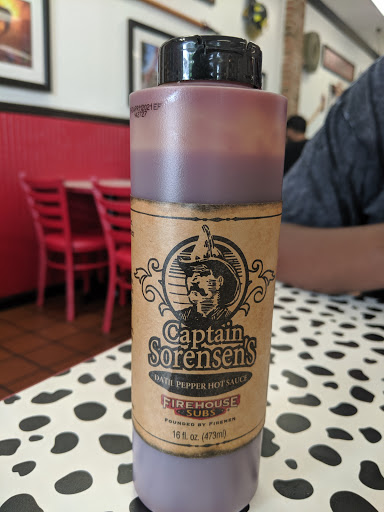 Captain
Sorensen's
DATIL PEPPER HOT SAUCE
FIREHOUSE
SUBS
FOUNDED BY FIREMEN
16 fl. oz. (473ml)